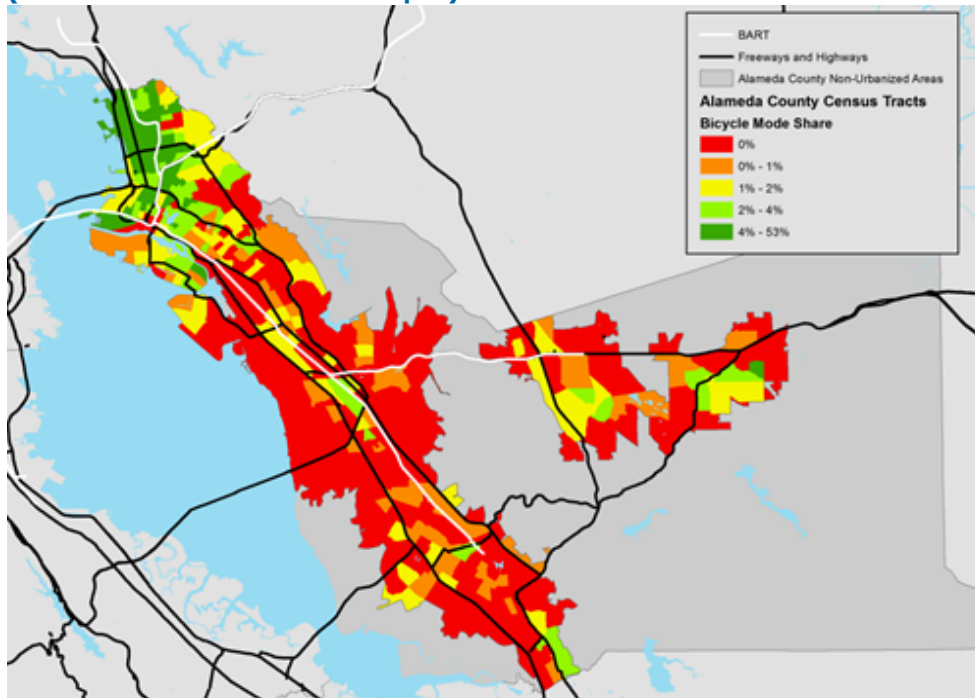 BART
Freeways and Highways
Alameda County Non-Urbanized Areas
Alameda County Census Tracts
Bicycle Mode Share
0%
0% - 1%
1% - 2%
2% - 4%
4% - 53%